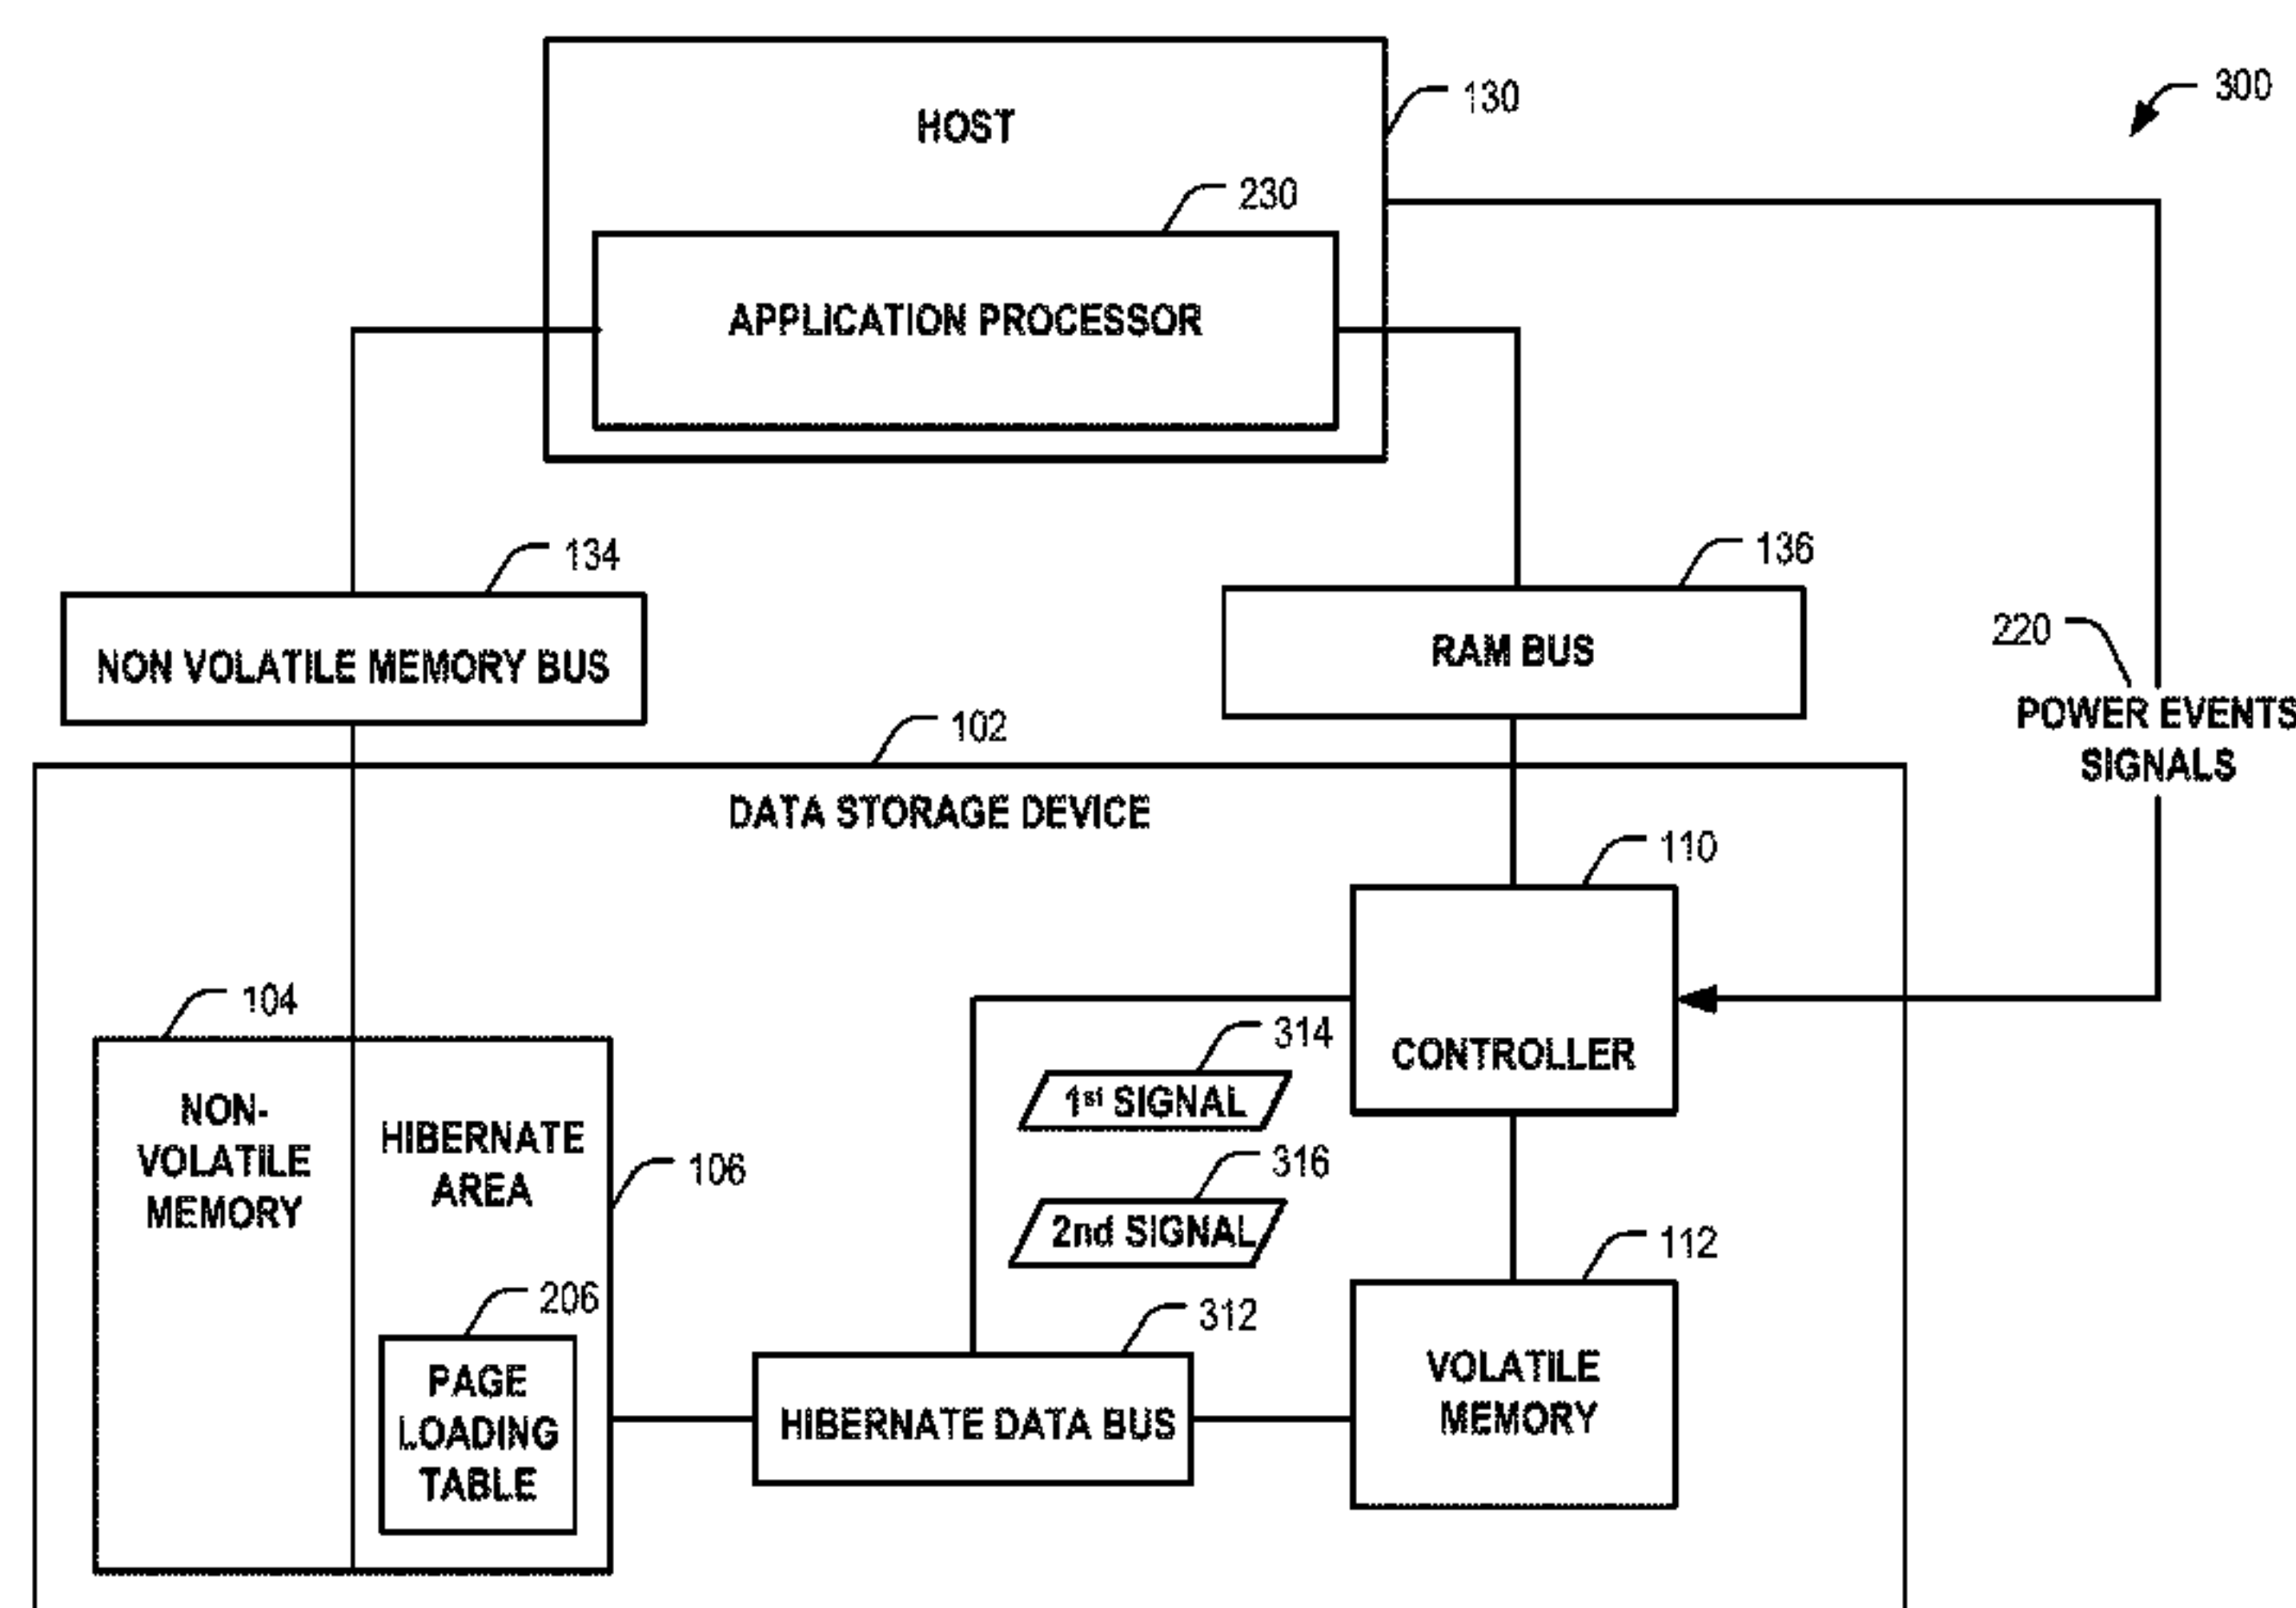 300
130
HOST
230
APPLICATION PROCESSOR
134
136
NON VOLATILE MEMORY BUS
RAM BUS
220
POWER EVENTS
SIGNALS
102
DATA STORAGE DEVICE
110
CONTROLLER
104
NON-
VOLATILE
MEMORY
HIBERNATE
AREA
106
314
1st SIGNAL
316
2nd SIGNAL
206
PAGE
LOADING
TABLE
312
HIBERNATE DATA BUS
112
VOLATILE
MEMORY